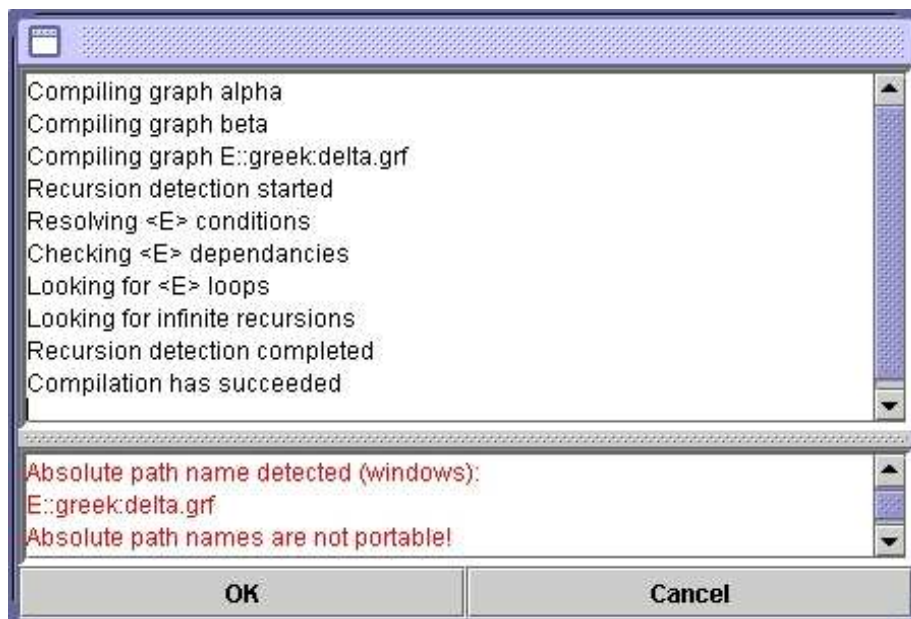 Compiling graph alpha
Compiling graph beta
Compiling graph E::greek:delta.grf
Recursion detection started
Resolving <E> conditions
Checking <E> dependancies
Looking for <E> loops
Looking for infinite recursions
Recursion detection completed
Compilation has succeeded
Absolute path name detected (windows):
E::greek:delta.grf
Absolute path names are not portable!
OK
Cancel